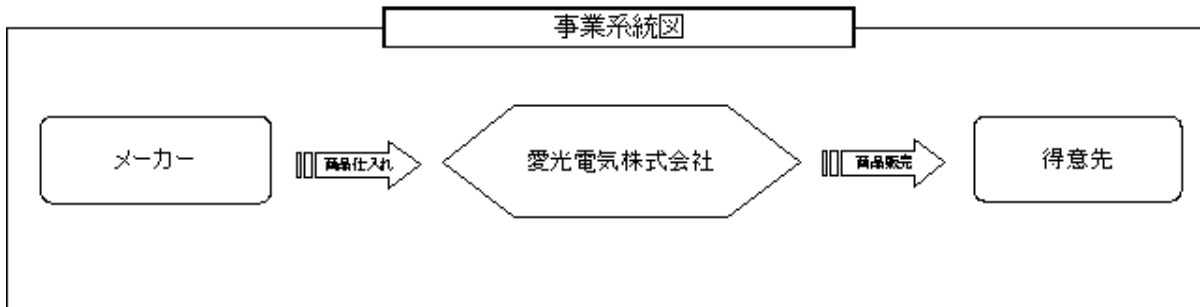 事業系統図
メーカー
商品仕入れ
愛光電気株式会社
商品販売
得意先